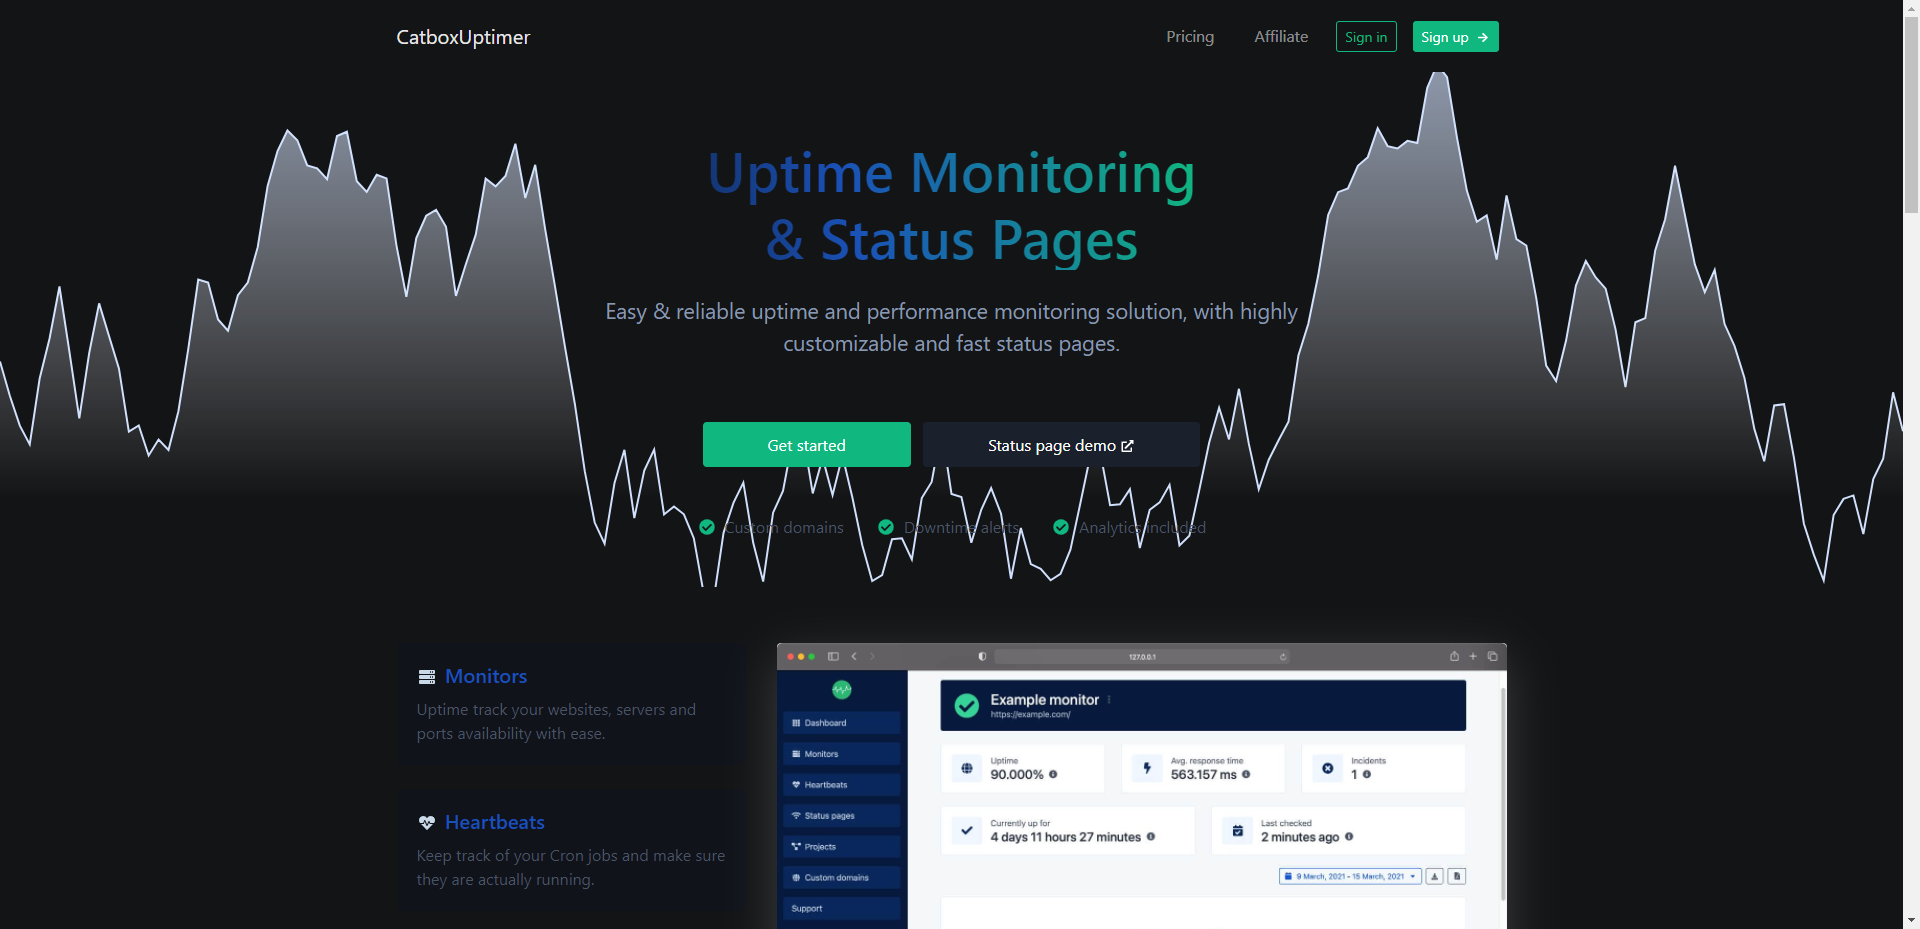 CatboxUptimer
Pricing
Affiliate
Sign in
Sign up
Uptime Monitoring
& Status Pages
Easy & reliable uptime and performance monitoring solution, with highly
customizable and fast status pages.
Get started
Status page demo
Custom domains
Downtime alerts
Analytics included
Monitors
Uptime track your websites, servers and
ports availability with ease.
Heartbeats
Keep track of your Cron jobs and make sure
they are actually running.
127.0.0.1
Dashboard
Monitors
Heartbeats
Status pages
Projects
Custom domains
Support
Example monitor
https://example.com/
Uptime
90.000%
Avg. response time
563.157 ms
Incidents
1
Currently up for
4 days 11 hours 27 minutes
Last checked
2 minutes ago
9 March, 2021 - 15 March, 2021